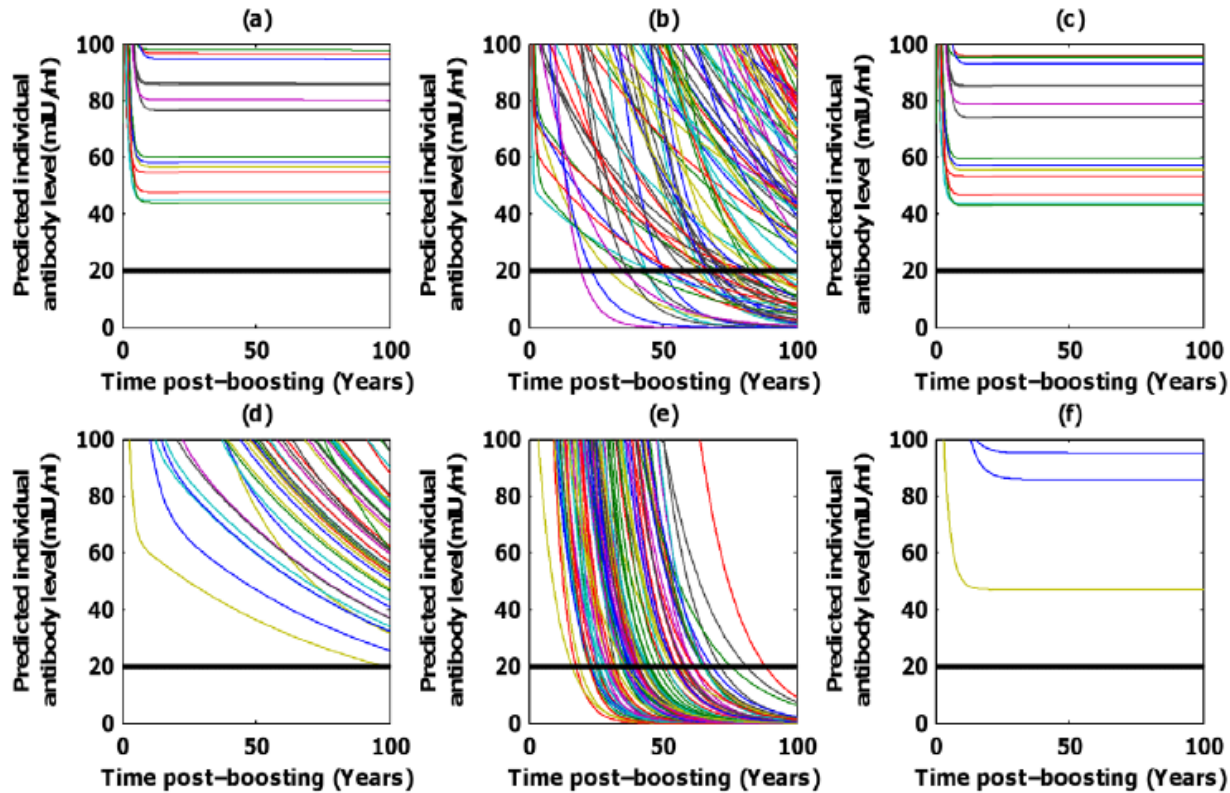 (a) (b) (c)
Predicted individual
antibody level(mIU/ml)
100
80
60
40
20
0
0 50 100
Time post-boosting (Years)
Predicted individual
antibody level(mIU/ml)
100
80
60
40
20
0
0 50 100
Time post-boosting (Years)
Predicted individual
antibody level (mIU/ml)
100
80
60
40
20
0
0 50 100
Time post-boosting (Years)
(d) (e) (f)
Predicted individual
antibody level(mIU/ml)
100
80
60
40
20
0
0 50 100
Time post-boosting (Years)
Predicted individual
antibody level(mIU/ml)
100
80
60
40
20
0
0 50 100
Time post-boosting (Years)
Predicted individual
antibody level(mIU/ml)
100
80
60
40
20
0
0 50 100
Time post-boosting (Years)